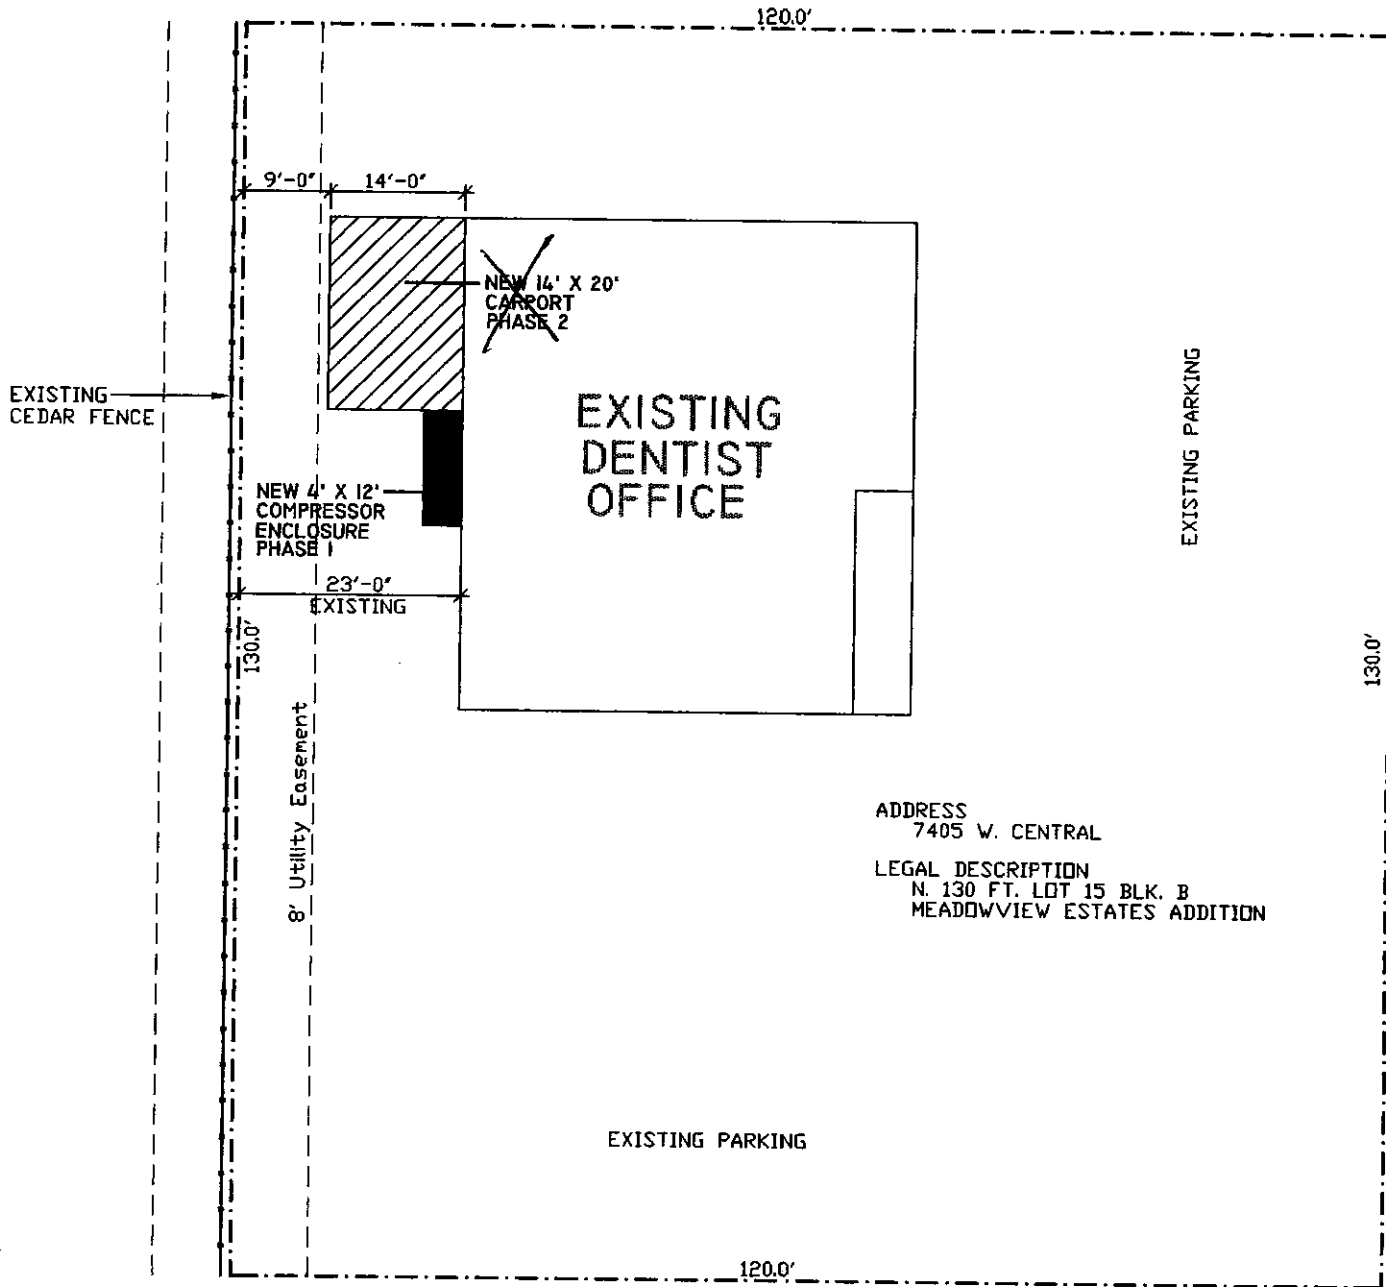 120.0'
9'-0" 14'-0"
NEW 14' X 20'
CARPORT
PHASE 2
EXISTING
CEDAR FENCE
EXISTING
DENTIST
OFFICE
EXISTING PARKING
NEW 4' X 12'
COMPRESSOR
ENCLOSURE
PHASE 1
23'-0"
EXISTING
130.0'
130.0'
8' Utility Easement
ADDRESS
7405 W. CENTRAL
LEGAL DESCRIPTION
N. 130 FT. LOT 15 BLK. B
MEADOWVIEW ESTATES ADDITION
EXISTING PARKING
120.0'